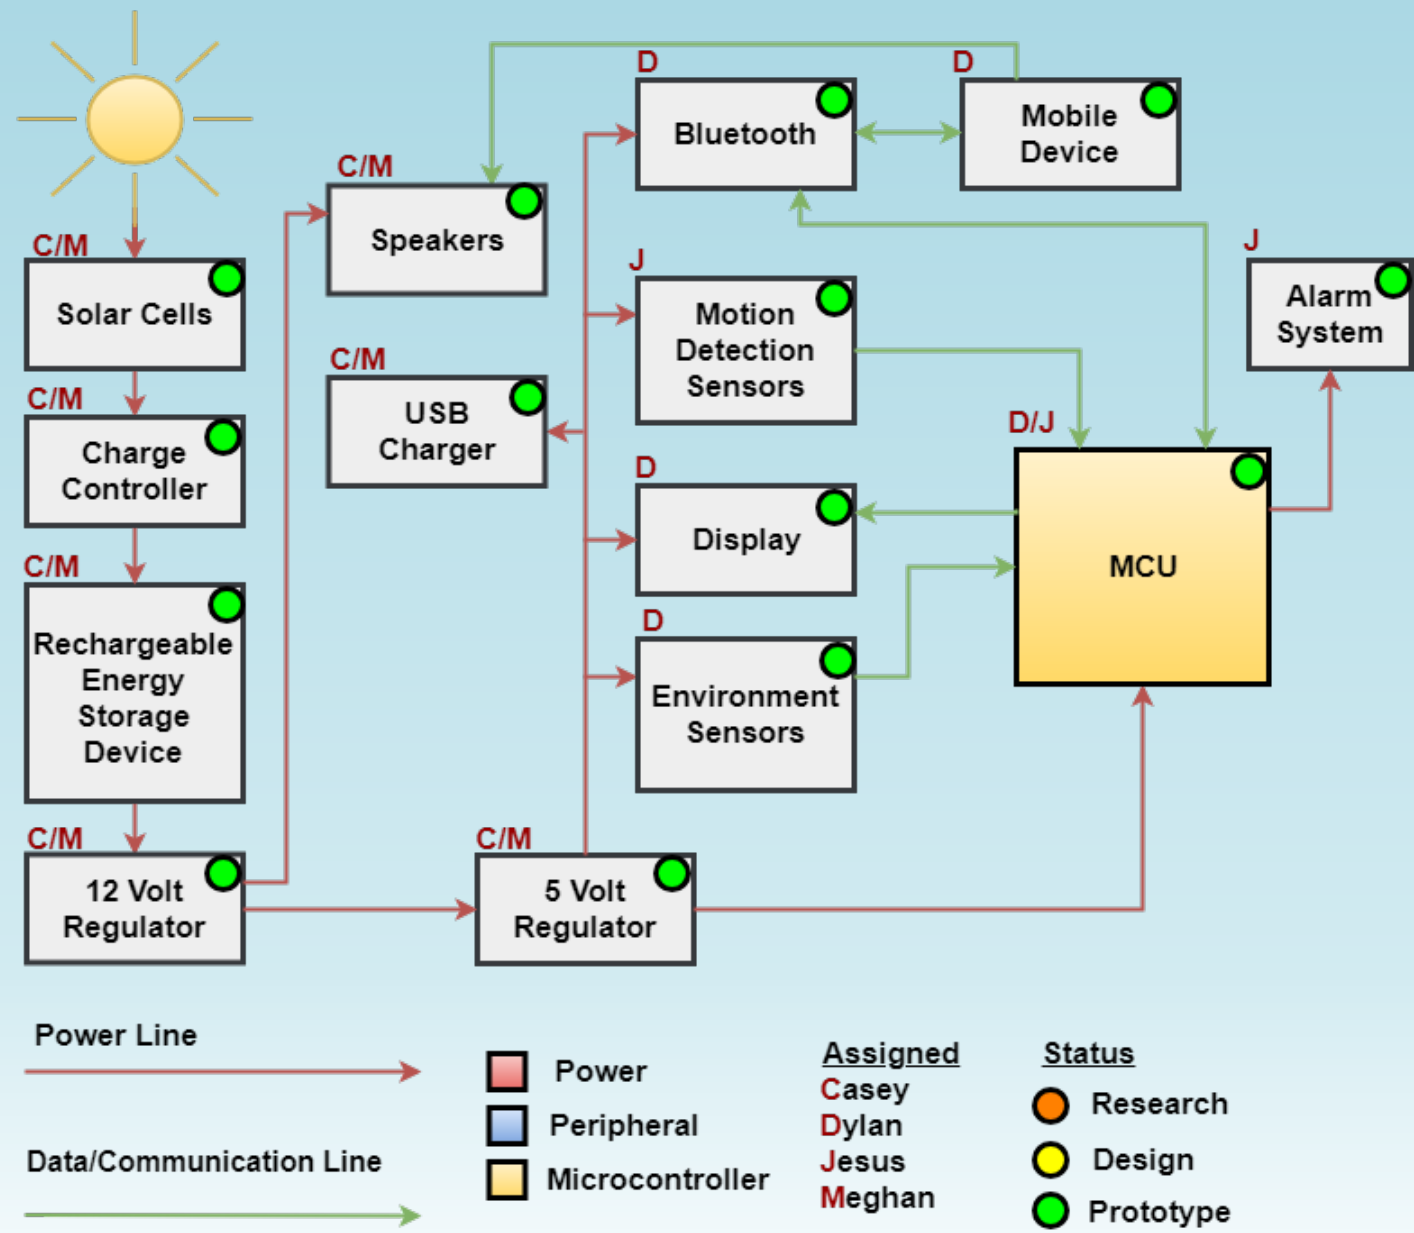 D
D
Bluetooth
Mobile
Device
C/M
Speakers
C/M
Solar Cells
J
Motion
Detection
Sensors
J
Alarm
System
C/M
USB
Charger
C/M
Charge
Controller
D/J
MCU
D
Display
C/M
Rechargeable
Energy
Storage
Device
D
Environment
Sensors
C/M
12 Volt
Regulator
C/M
5 Volt
Regulator
Power Line
Data/Communication Line
Power
Peripheral
Microcontroller
Assigned
Casey
Dylan
Jesus
Meghan
Status
Research
Design
Prototype